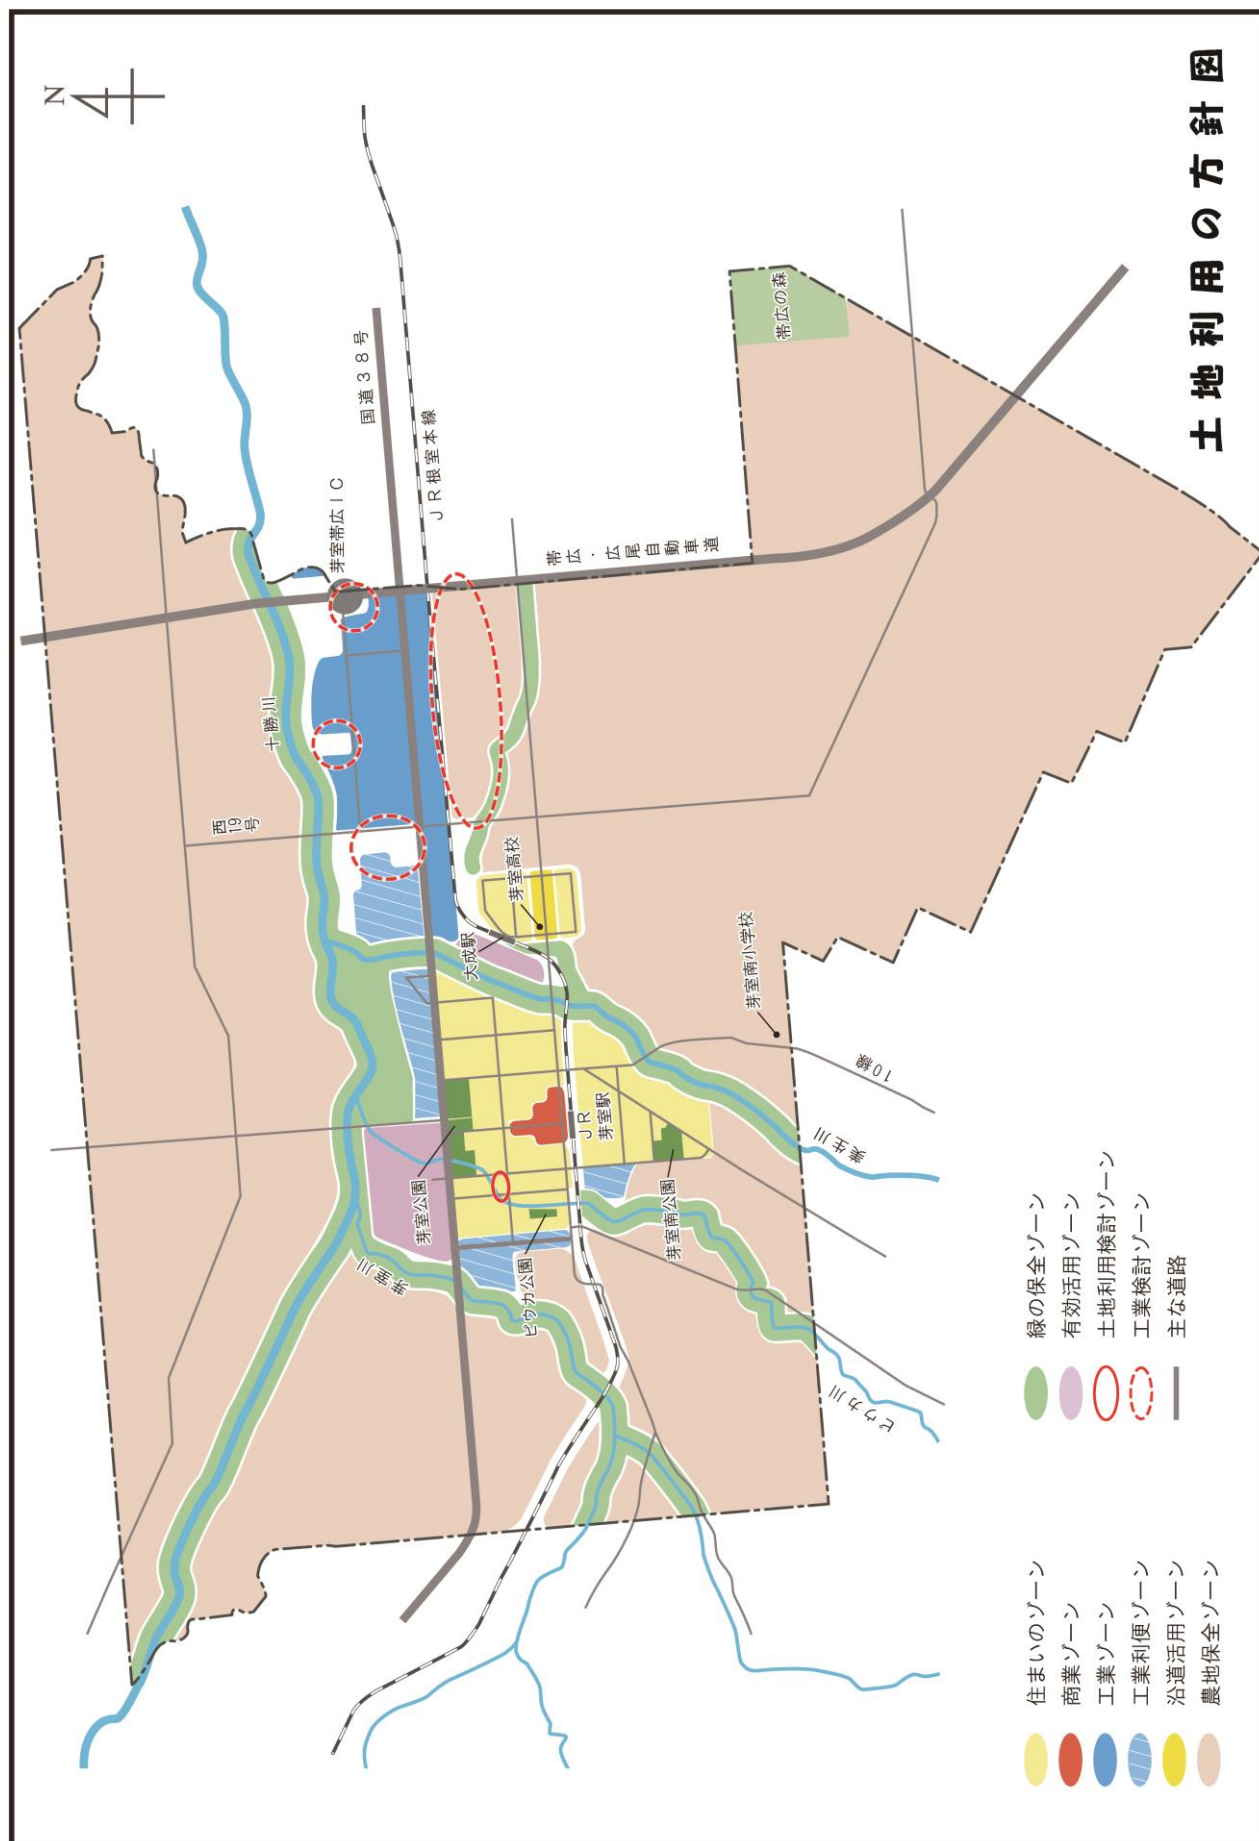 土地利用の方針図
N
国道38号
JR根室本線
芽室帯広IC
帯広・広尾自動車道
帯広の森
十勝川
西19号
芽室高校
大成駅
芽室南小学校
10線
美生川
JR
芽室駅
芽室公園
芽室南公園
ピウカ公園
芽室川
ピウカ川
住まいのゾーン
商業ゾーン
工業ゾーン
工業利便ゾーン
沿道活用ゾーン
農地保全ゾーン
緑の保全ゾーン
有効活用ゾーン
土地利用検討ゾーン
工業検討ゾーン
主な道路